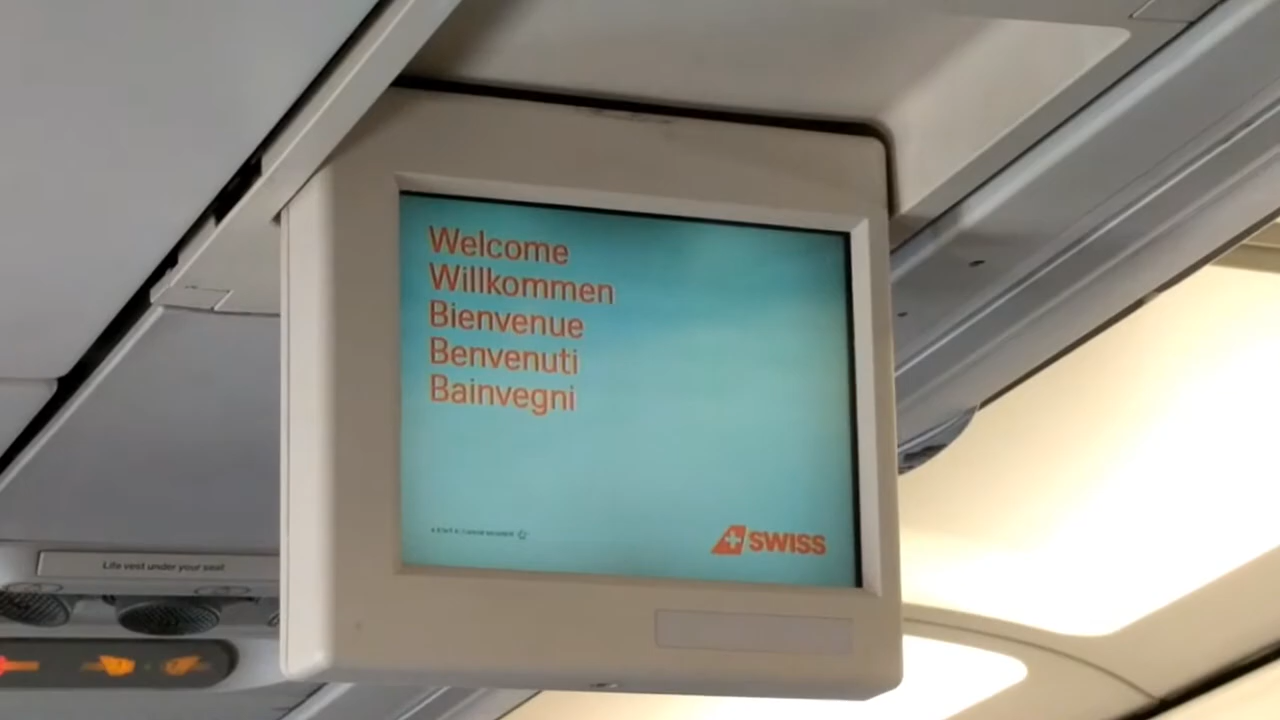 Welcome
Willkommen
Bienvenue
Benvenuti
Bainvegni
SWISS
Life vest under your seat